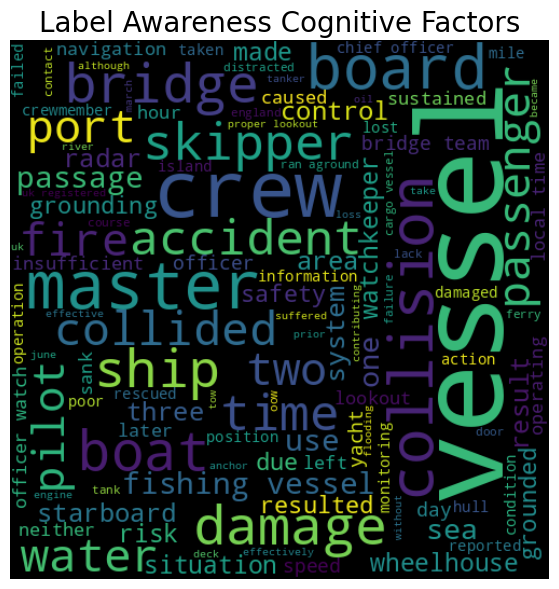 Label Awareness Cognitive Factors
failed
contact
navigation
taken
although
made
chief officer
mile
became
bridge
distracted
tanker
board
crewmember
hour
march
caused
control
sustained
oil
port
river
england
proper lookout
lost
bridge team
radar
island
skipper
ran aground
passenger
local time
passage
crew
loss
cargo vessel
take
grounding
uk registered
course
watchkeeper
vessel
uk
fire
accident
collision
lack
insufficient
officer
area
information
safety
system
one
failure
damaged
operation
master
effective
suffered
prior
contributing
ferry
june
collided
action
officer watch
pilot
sank
ship
two
poor
rescued
three
tow
time
oow
lookout
result
operating
boat
later
position
use
yacht
flooding
monitoring
door
anchor
due
left
engine
tank
fishing vessel
resulted
day
hull
without
condition
grounded
starboard
neither
risk
damage
sea
reported
water
situation
deck
effectively
speed
wheelhouse